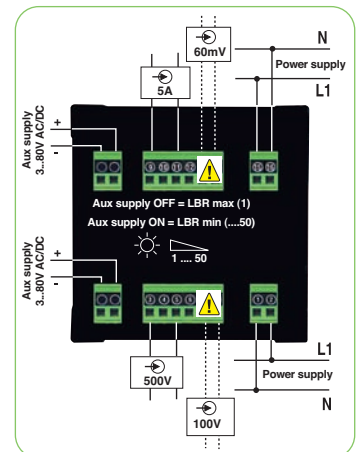 60mV
N
Power supply
5A
L1
Aux supply
3...80V AC/DC
+
-
Aux supply OFF = LBR max (1)
Aux supply ON = LBR min (....50)
1 .... 50
Aux supply
3...80V AC/DC
+
-
L1
500V
Power supply
N
100V